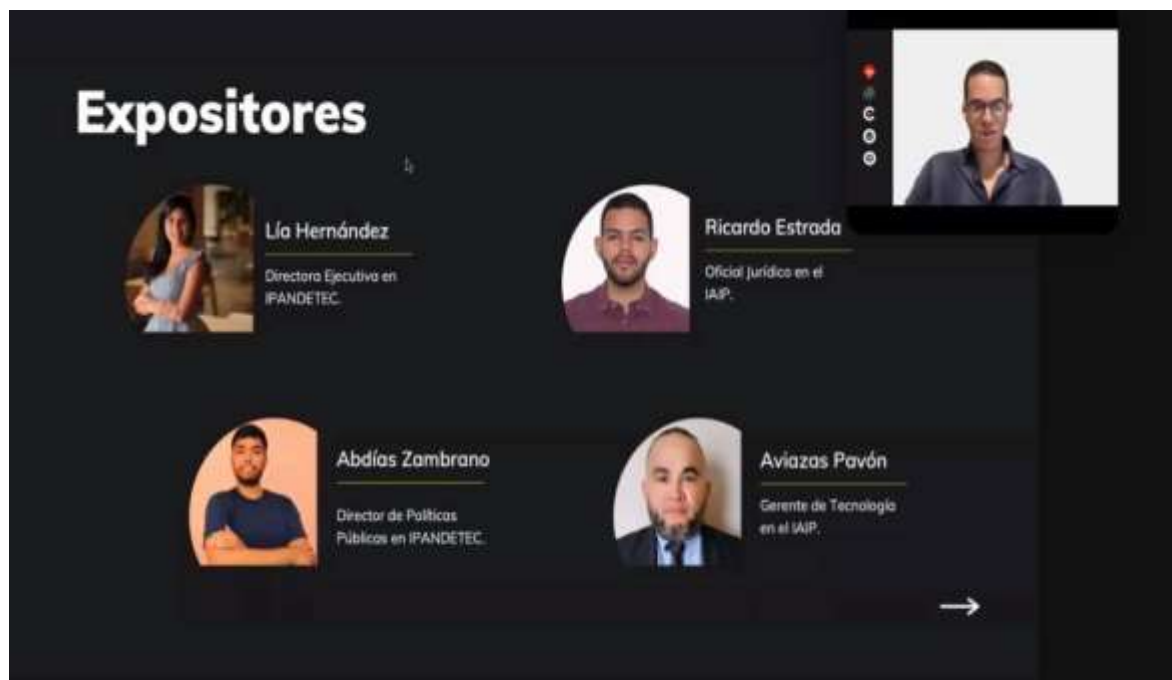 Expositores
Lía Hernández
Directora Ejecutiva en
IPANDETEC.
Ricardo Estrada
Oficial Jurídico en el
IAIP.
Abdías Zambrano
Director de Políticas
Públicas en IPANDETEC.
Aviazas Pavón
Gerente de Tecnología
en el IAIP.